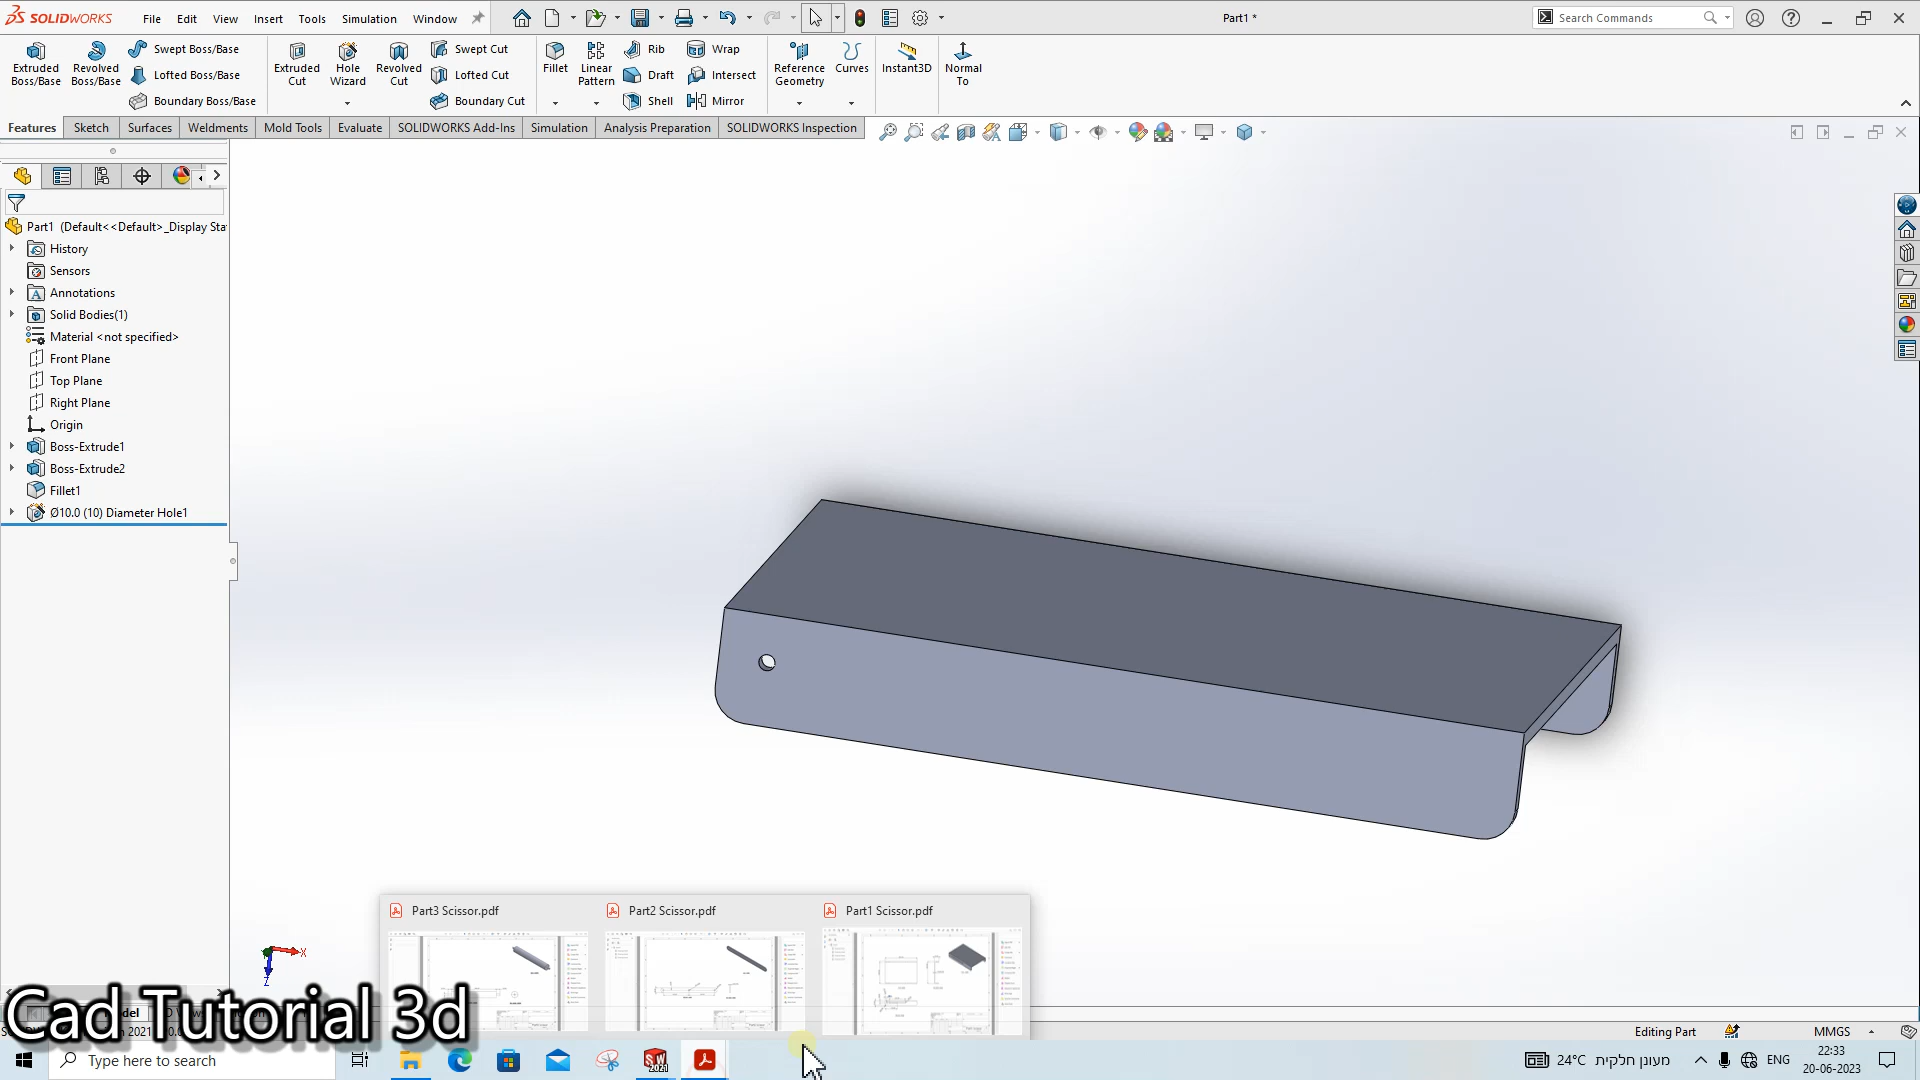 SOLIDWORKS File Edit View Insert Tools Simulation Window Part1 * Search Commands
Extruded Boss/Base
Revolved Boss/Base
Swept Boss/Base
Lofted Boss/Base
Boundary Boss/Base
Extruded Cut
Hole Wizard
Revolved Cut
Swept Cut
Lofted Cut
Boundary Cut
Fillet
Linear Pattern
Rib
Draft
Shell
Wrap
Intersect
Mirror
Reference Geometry
Curves
Instant3D
Normal To
Features Sketch Surfaces Weldments Mold Tools Evaluate SOLIDWORKS Add-Ins Simulation Analysis Preparation SOLIDWORKS Inspection
Part1 (Default<<Default>_Display Sta
History
Sensors
Annotations
Solid Bodies(1)
Material <not specified>
Front Plane
Top Plane
Right Plane
Origin
Boss-Extrude1
Boss-Extrude2
Fillet1
Ø10.0 (10) Diameter Hole1
X
Z
Part3 Scissor.pdf Part2 Scissor.pdf Part1 Scissor.pdf
Cad Tutorial 3d
Editing Part MMGS
Type here to search
SW 2021
24°C מעונן חלקית
ENG
22:33
20-06-2023